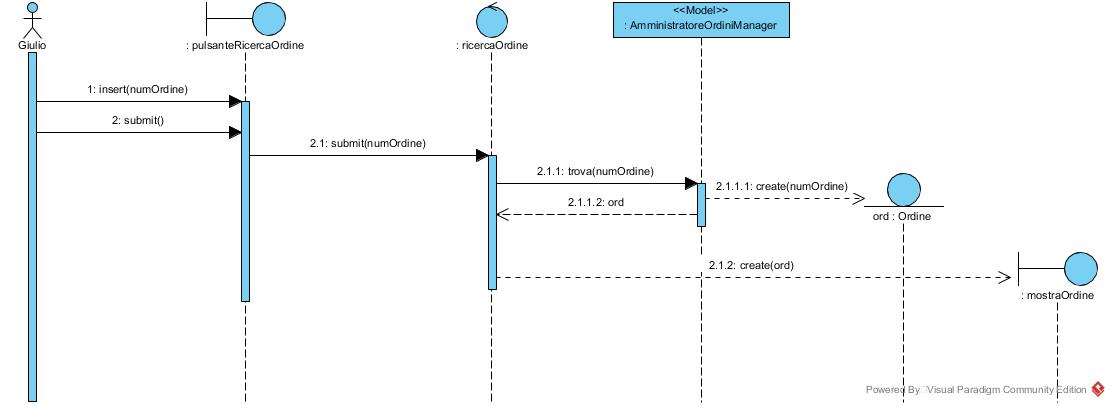 <<Model>>
: AmministratoreOrdiniManager
Giulio
: pulsanteRicercaOrdine
: ricercaOrdine
1: insert(numOrdine)
2: submit()
2.1: submit(numOrdine)
2.1.1: trova(numOrdine)
2.1.1.1: create(numOrdine)
2.1.1.2: ord
ord : Ordine
2.1.2: create(ord)
: mostraOrdine
Powered By Visual Paradigm Community Edition